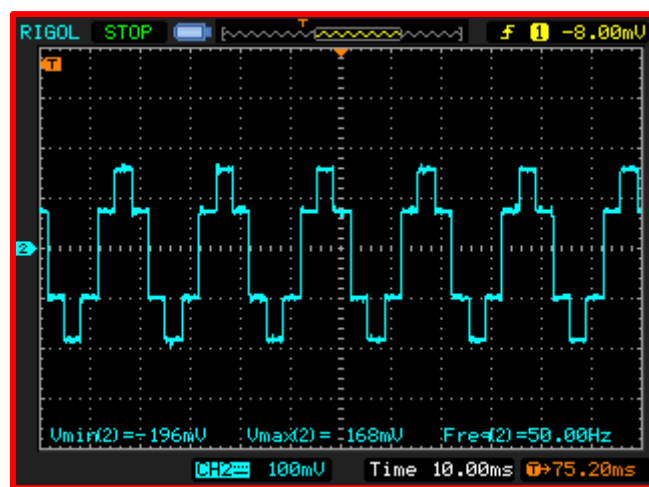 RIGOL STOP T f 1 -8.00mV
T
2
Vmin(2)=-196mV Vmax(2)= 168mV Freq(2)=50.00Hz
CH2 100mV Time 10.00ms T→75.20ms